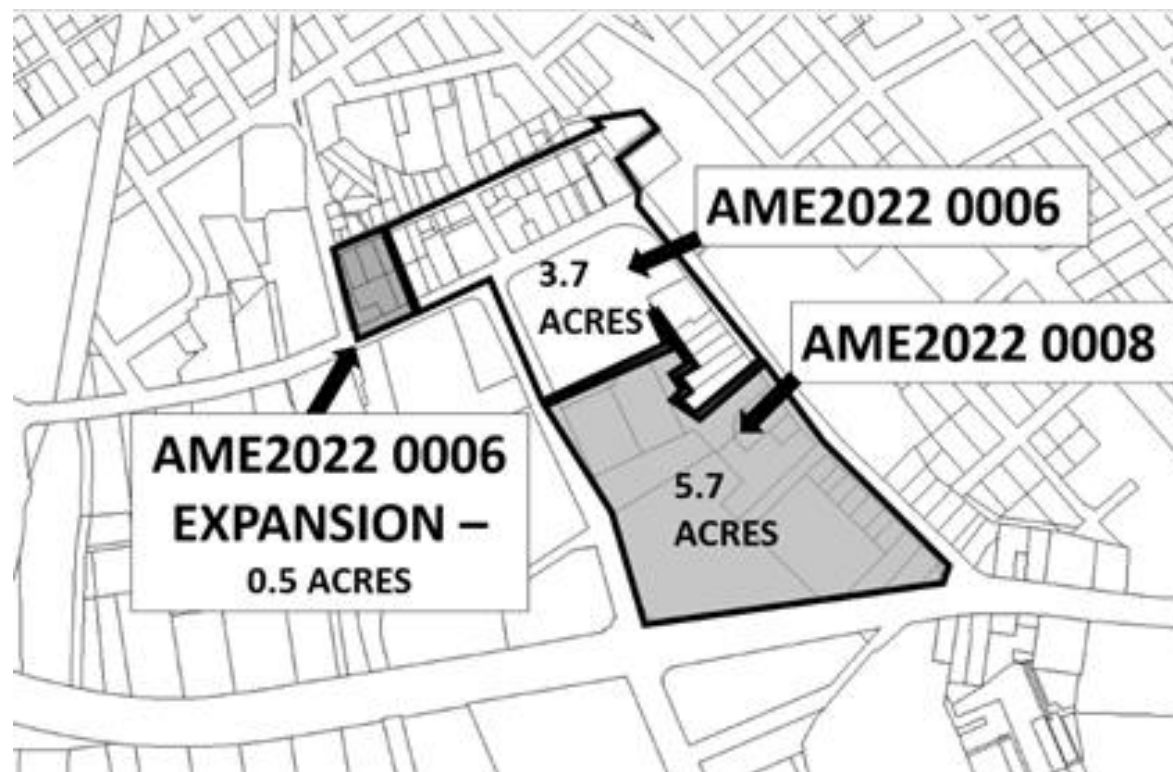 AME2022 0006
3.7
ACRES
AME2022 0008
AME2022 0006
EXPANSION –
0.5 ACRES
5.7
ACRES